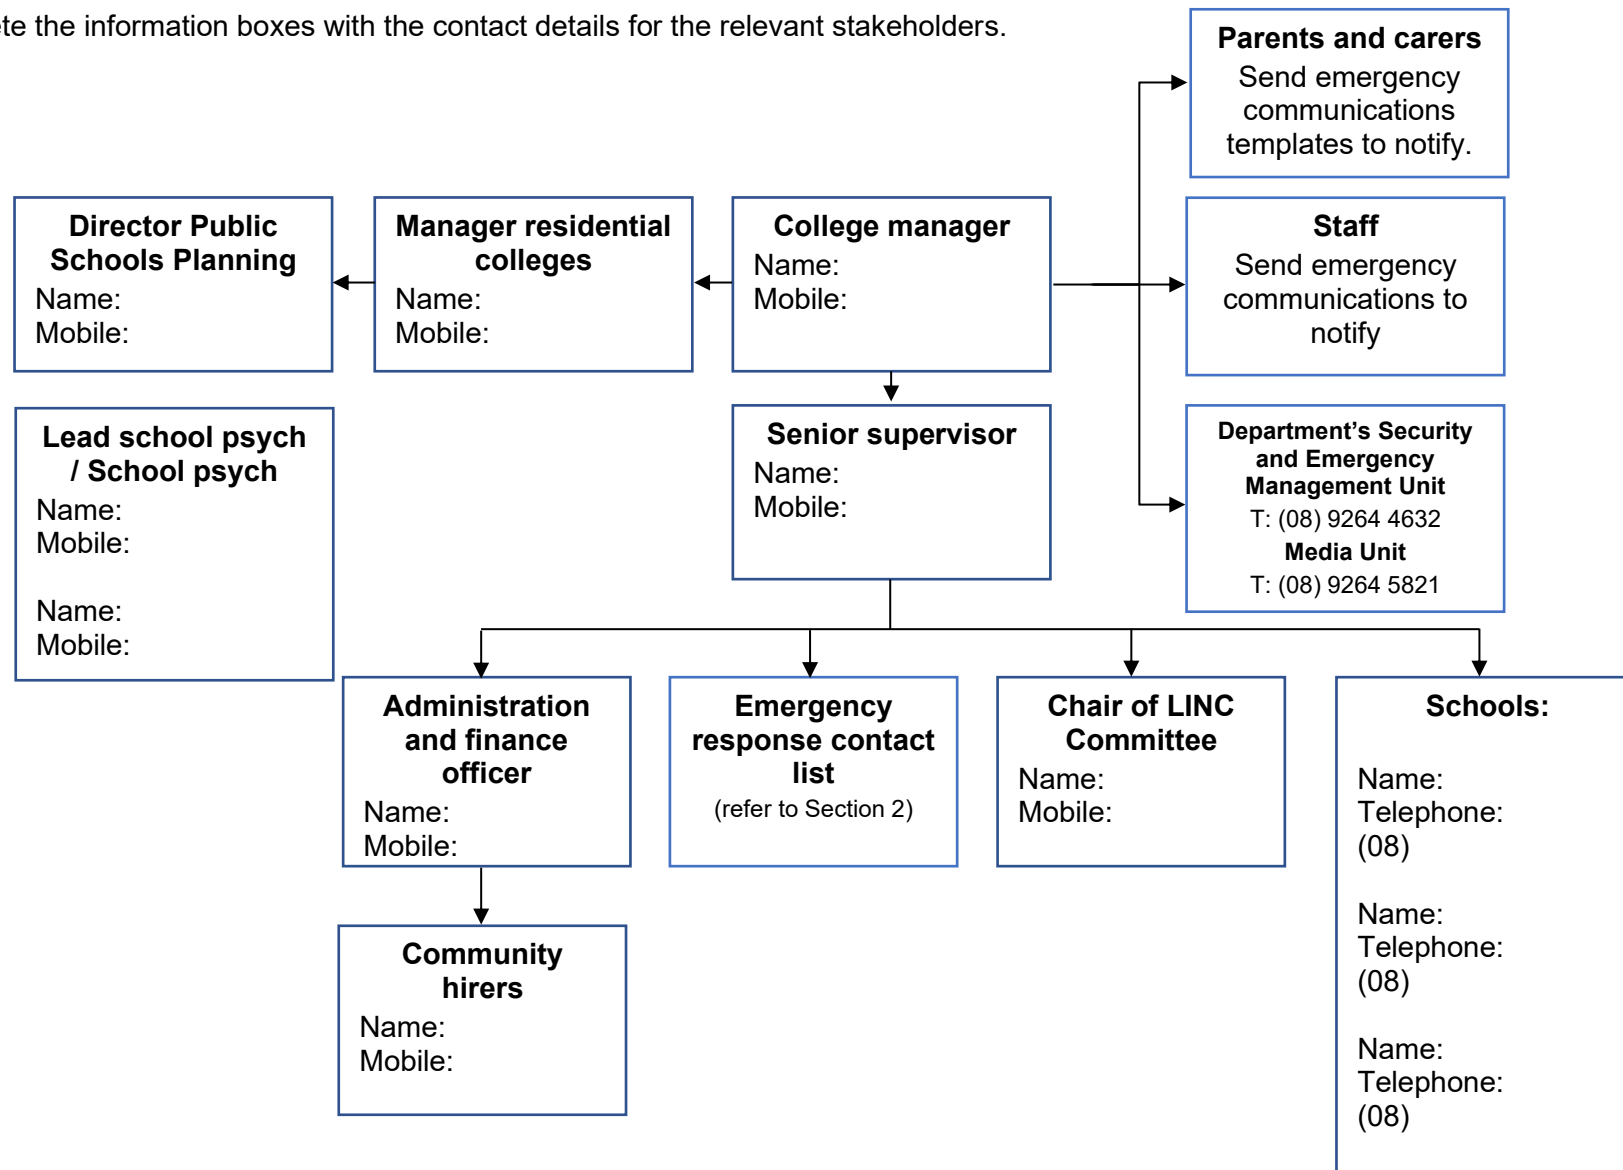 ete the information boxes with the contact details for the relevant stakeholders.
Parents and carers
Send emergency
communications
templates to notify.
Director Public
Schools Planning
Name:
Mobile:
Manager residential
colleges
Name:
Mobile:
College manager
Name:
Mobile:
Staff
Send emergency
communications to
notify
Lead school psych
/ School psych
Name:
Mobile:
Name:
Mobile:
Senior supervisor
Name:
Mobile:
Department’s Security
and Emergency
Management Unit
T: (08) 9264 4632
Media Unit
T: (08) 9264 5821
Administration
and finance
officer
Name:
Mobile:
Emergency
response contact
list
(refer to Section 2)
Chair of LINC
Committee
Name:
Mobile:
Schools:
Name:
Telephone:
(08)
Name:
Telephone:
(08)
Name:
Telephone:
(08)
Community
hirers
Name:
Mobile: